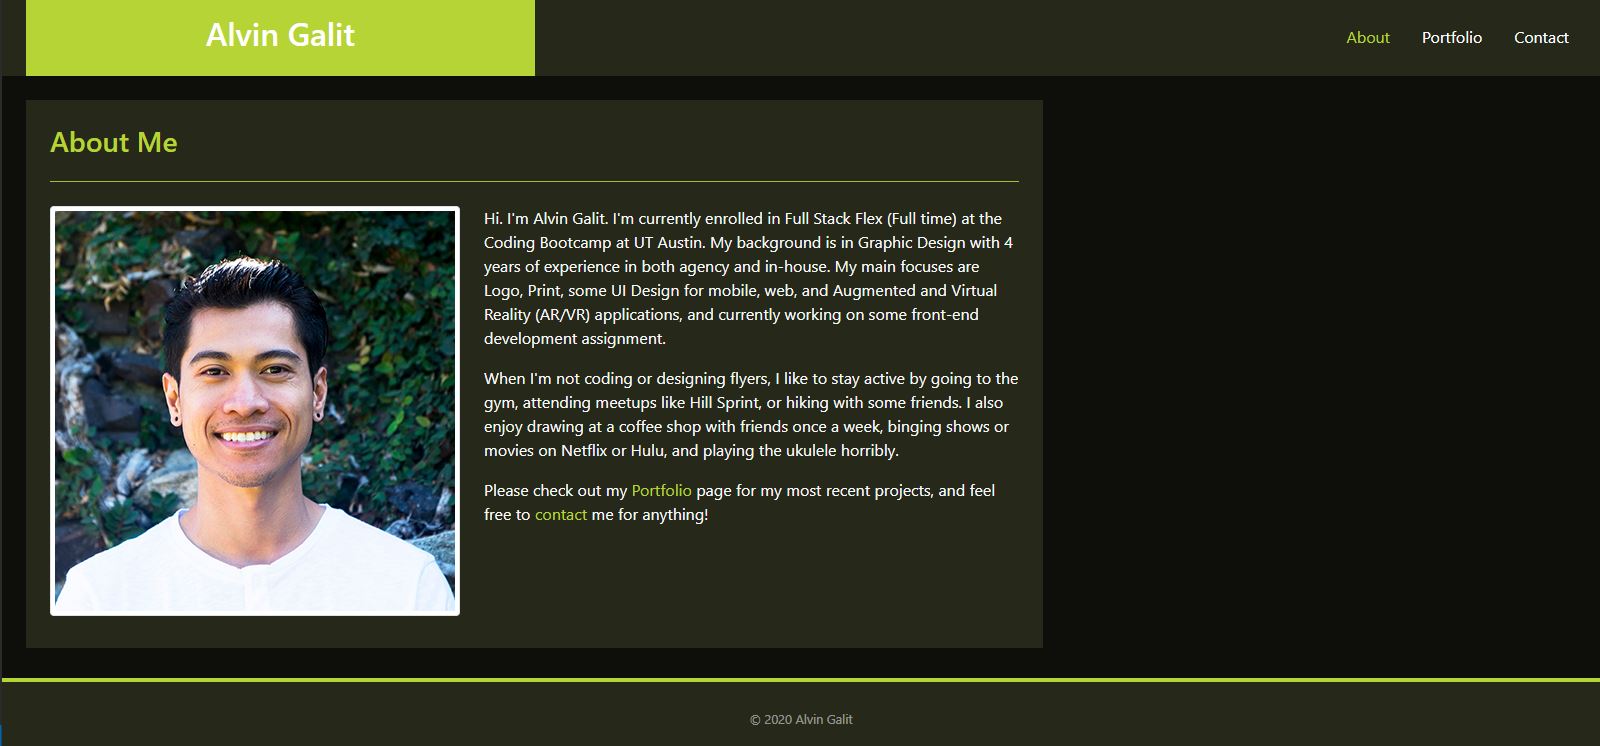 Alvin Galit
About
Portfolio
Contact
About Me
Hi. I'm Alvin Galit. I'm currently enrolled in Full Stack Flex (Full time) at the
Coding Bootcamp at UT Austin. My background is in Graphic Design with 4
years of experience in both agency and in-house. My main focuses are
Logo, Print, some UI Design for mobile, web, and Augmented and Virtual
Reality (AR/VR) applications, and currently working on some front-end
development assignment.
When I'm not coding or designing flyers, I like to stay active by going to the
gym, attending meetups like Hill Sprint, or hiking with some friends. I also
enjoy drawing at a coffee shop with friends once a week, binging shows or
movies on Netflix or Hulu, and playing the ukulele horribly.
Please check out my Portfolio page for my most recent projects, and feel
free to contact me for anything!
© 2020 Alvin Galit